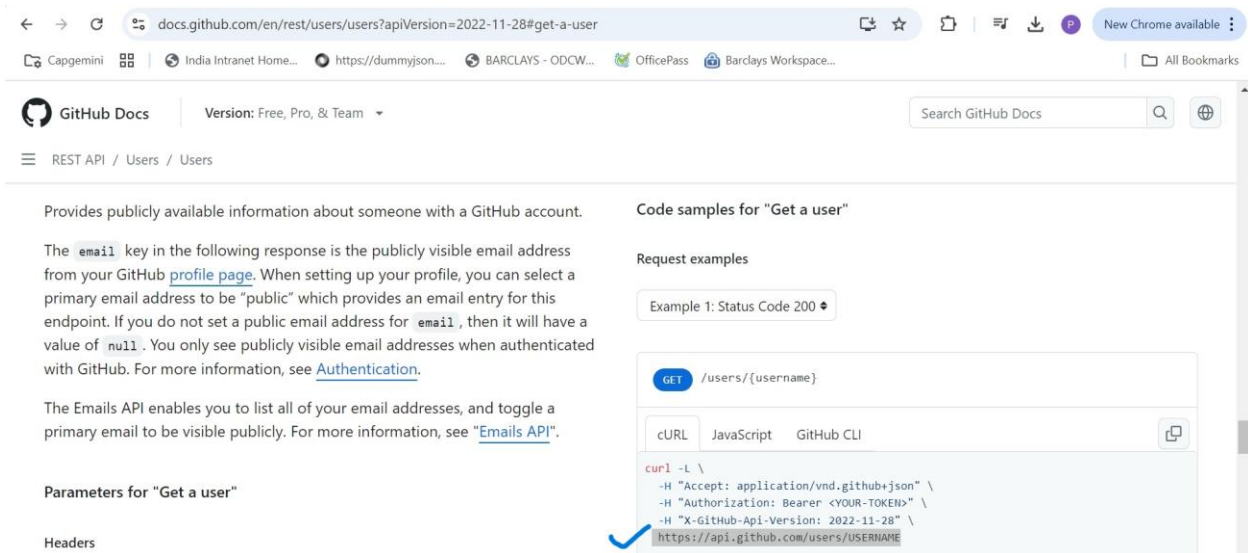 docs.github.com/en/rest/users/users?apiVersion=2022-11-28#get-a-user
P
New Chrome available
Capgemini
India Intranet Home...
https://dummyjson....
BARCLAYS - ODCW...
OfficePass
Barclays Workspace...
All Bookmarks
GitHub Docs
Version: Free, Pro, & Team
Search GitHub Docs
REST API / Users / Users
Provides publicly available information about someone with a GitHub account.
The email key in the following response is the publicly visible email address
from your GitHub profile page. When setting up your profile, you can select a
primary email address to be “public” which provides an email entry for this
endpoint. If you do not set a public email address for email, then it will have a
value of null. You only see publicly visible email addresses when authenticated
with GitHub. For more information, see Authentication.
The Emails API enables you to list all of your email addresses, and toggle a
primary email to be visible publicly. For more information, see "Emails API".
Parameters for "Get a user"
Headers
Code samples for "Get a user"
Request examples
Example 1: Status Code 200
GET /users/{username}
cURL JavaScript GitHub CLI
curl -L \
-H "Accept: application/vnd.github+json" \
-H "Authorization: Bearer <YOUR-TOKEN>" \
-H "X-GitHub-Api-Version: 2022-11-28" \
https://api.github.com/users/USERNAME